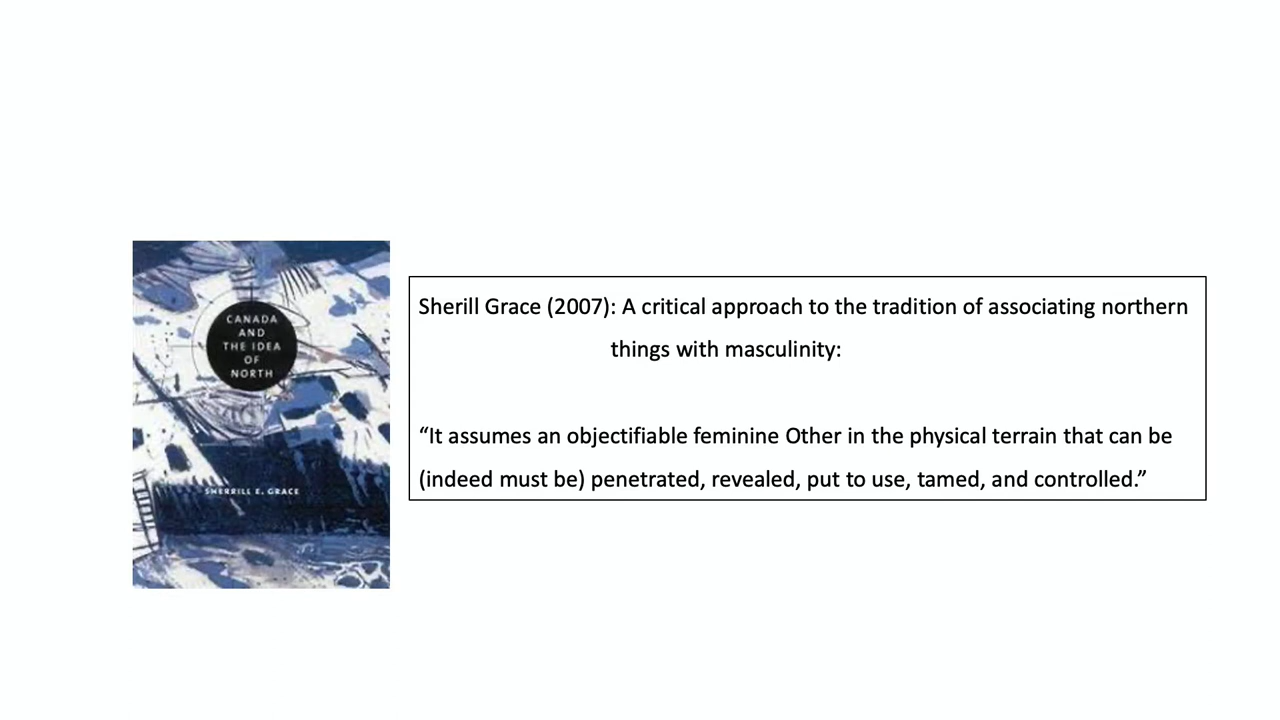 CANADA
AND
THE IDEA
OF
NORTH
SHERRILL E. GRACE
Sherill Grace (2007): A critical approach to the tradition of associating northern
things with masculinity:
“It assumes an objectifiable feminine Other in the physical terrain that can be
(indeed must be) penetrated, revealed, put to use, tamed, and controlled.”